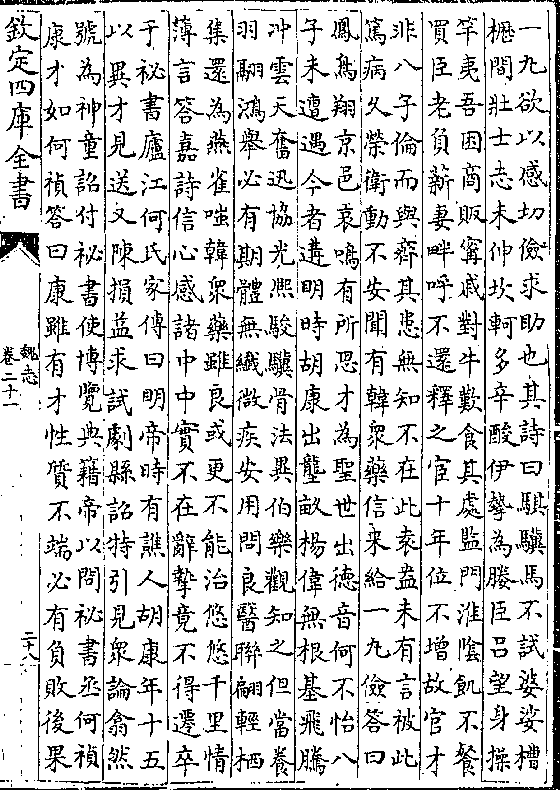 一丸欲以感切儉求助也其詩曰騏驥馬不試婆娑槽
櫪間壯士志未伸坎軻多辛酸伊摯為媵臣吕望身操
竿夷吾困商販甯戚對牛歎食其處監門淮隂飢不餐
買臣老負薪妻畔呼不還釋之宦十年位不增故官才
非八子倫而與齊其患無知不在此袁盎未有言被此
篤病久榮衛動不安聞有韓衆藥信來給一丸儉答曰
鳳鳥翔京邑哀鳴有所思才為聖世出德音何不怡八
子未遭遇今者遘明時胡康出壟畝楊偉無根基飛騰
沖雲天奮迅協光熈駿驥骨法異伯樂觀知之但當養
羽翮鴻舉必有期體無纎微疾安用問良醫聯翩輕栖
集還為燕雀嗤韓衆藥雖良或更不能治悠悠千里情
薄言答嘉詩信心感諸中中實不在辭摯竟不得遷卒
于祕書廬江何氏家傳曰明帝時有譙人胡康年十五
以異才見送又陳損益求試劇縣詔特引見衆論翕然
號為神童詔付祕書使博覽典籍帝以問祕書丞何禎
康才如何禎答曰康雖有才性質不端必有負敗後果
欽定四庫全書
魏志
卷二十一
二十八